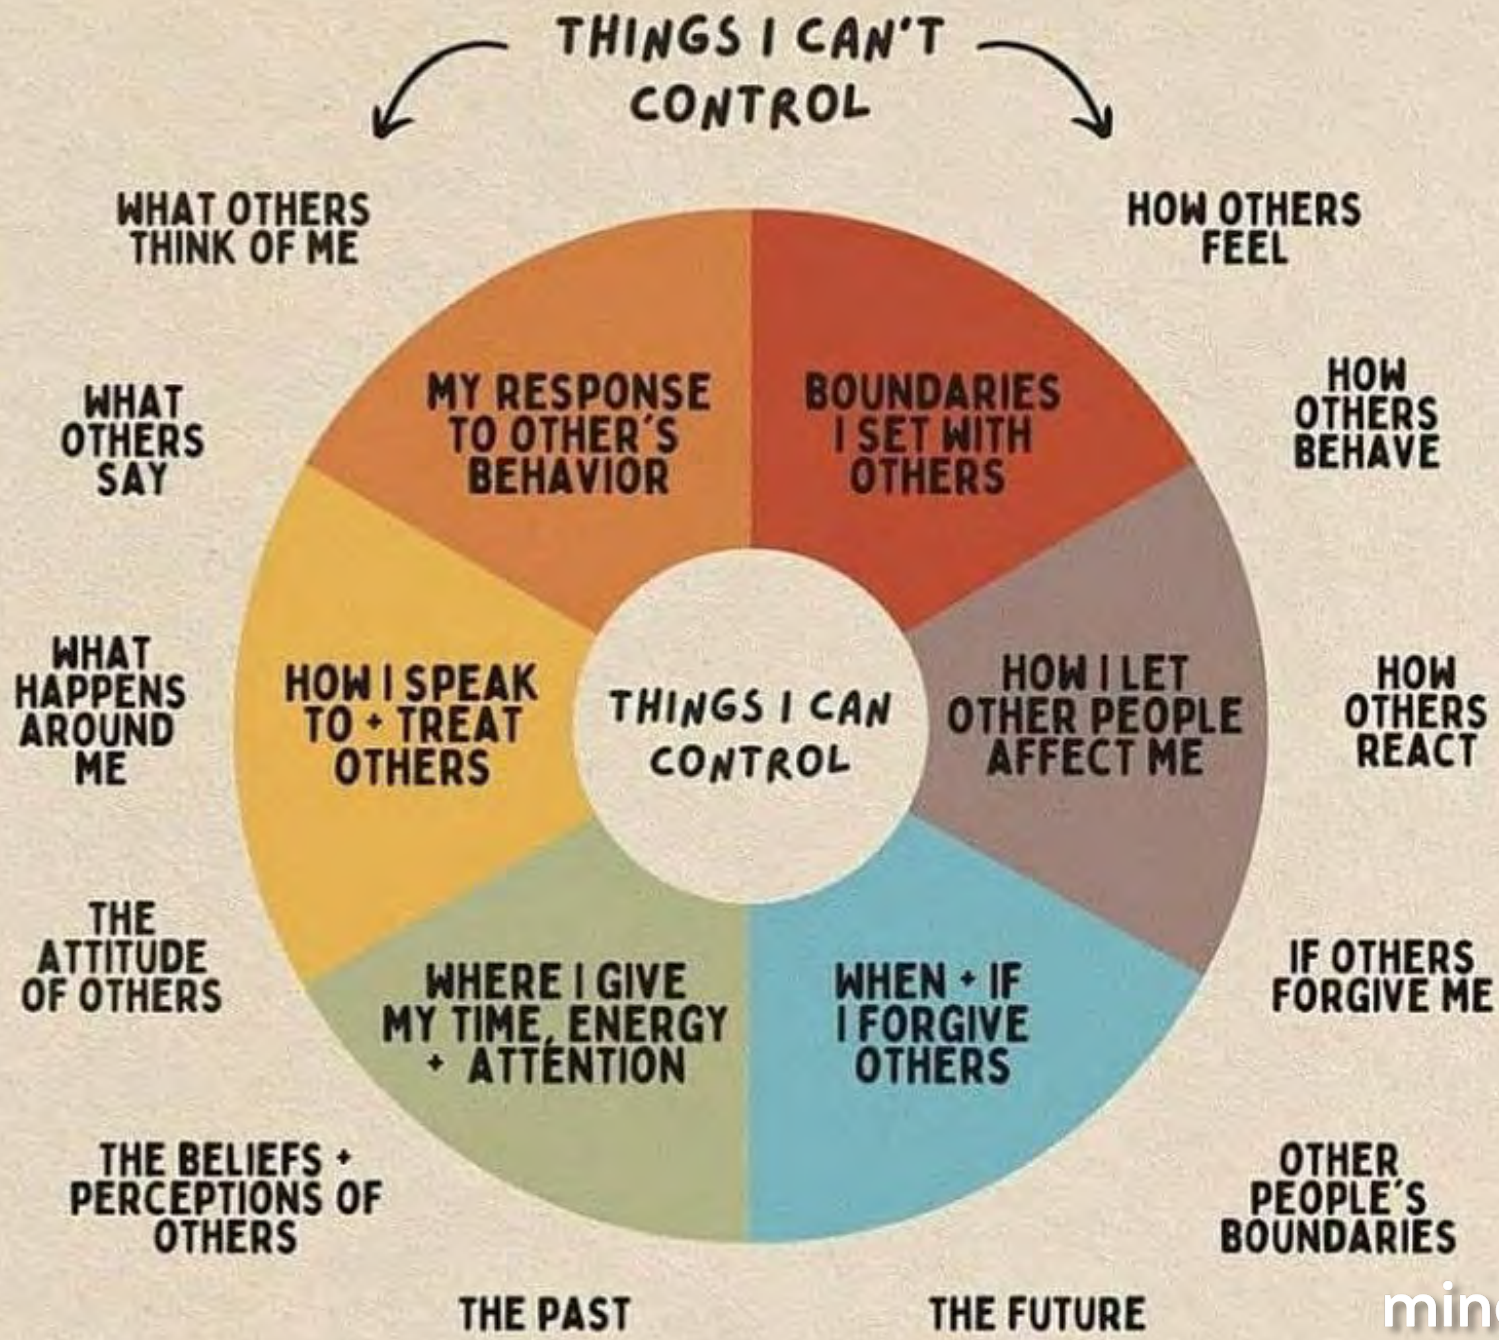 THINGS I CAN'T
CONTROL
WHAT OTHERS
THINK OF ME
HOW OTHERS
FEEL
WHAT
OTHERS
SAY
HOW
OTHERS
BEHAVE
MY RESPONSE
TO OTHER'S
BEHAVIOR
BOUNDARIES
I SET WITH
OTHERS
WHAT
HAPPENS
AROUND
ME
HOW I SPEAK
TO + TREAT
OTHERS
THINGS I CAN
CONTROL
HOW I LET
OTHER PEOPLE
AFFECT ME
HOW
OTHERS
REACT
THE
ATTITUDE
OF OTHERS
WHERE I GIVE
MY TIME, ENERGY
+ ATTENTION
WHEN + IF
I FORGIVE
OTHERS
IF OTHERS
FORGIVE ME
THE BELIEFS +
PERCEPTIONS OF
OTHERS
OTHER
PEOPLE'S
BOUNDARIES
THE PAST
THE FUTURE